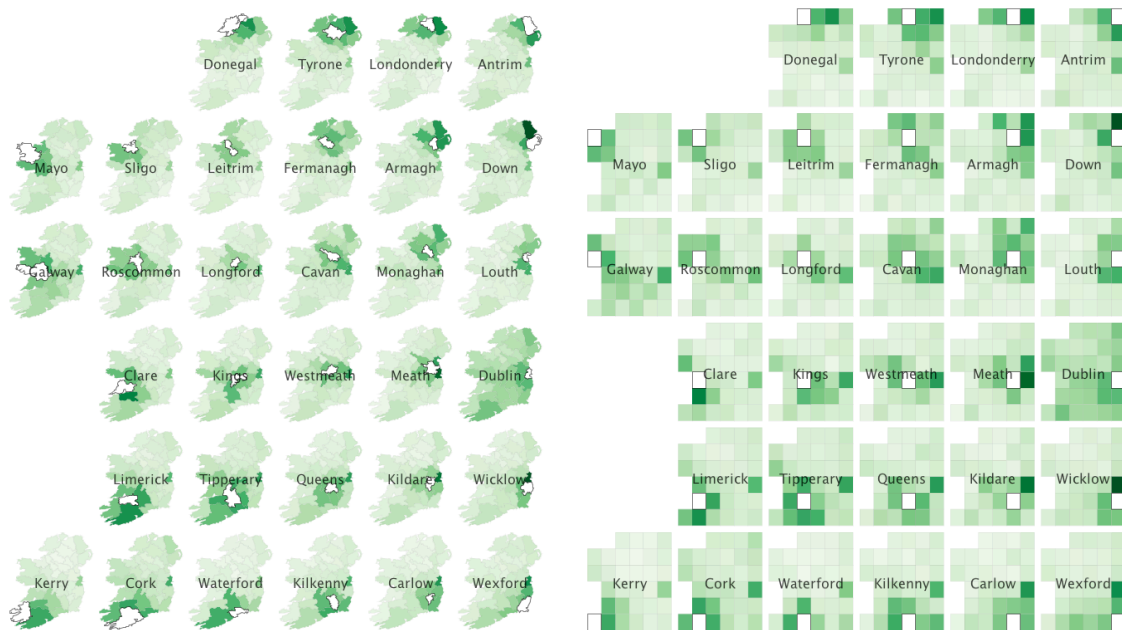 Donegal Tyrone Londonderry Antrim Donegal Tyrone Londonderry Antrim
Mayo Sligo Leitrim Fermanagh Armagh Down Mayo Sligo Leitrim Fermanagh Armagh Down
Galway Roscommon Longford Cavan Monaghan Louth Galway Roscommon Longford Cavan Monaghan Louth
Clare Kings Westmeath Meath Dublin Clare Kings Westmeath Meath Dublin
Limerick Tipperary Queens Kildare Wicklow Limerick Tipperary Queens Kildare Wicklow
Kerry Cork Waterford Kilkenny Carlow Wexford Kerry Cork Waterford Kilkenny Carlow Wexford